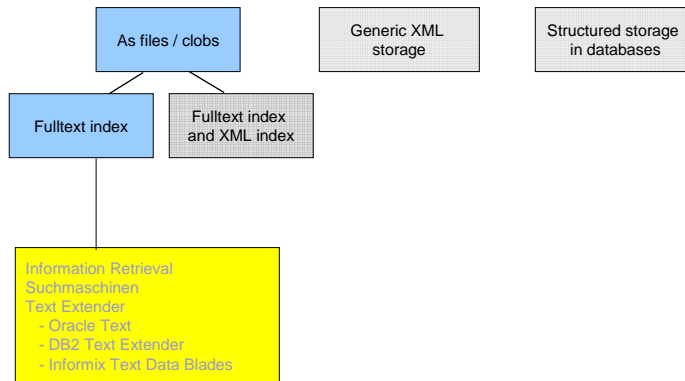 As files / clobs
Generic XML
storage
Structured storage
in databases
Fulltext index
Fulltext index
and XML index
Information Retrieval
Suchmaschinen
Text Extender
- Oracle Text
- DB2 Text Extender
- Informix Text Data Blades